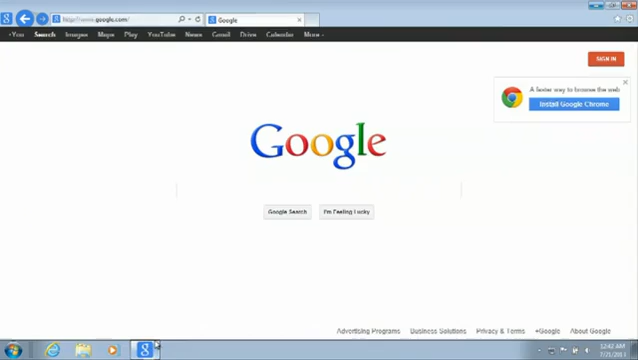 http://www.google.com/
Google
+You Search Images Maps Play YouTube News Gmail Drive Calendar More
SIGN IN
A faster way to browse the web
Install Google Chrome
Google
Google Search I'm Feeling Lucky
Advertising Programs Business Solutions Privacy & Terms +Google About Google
12:42 AM